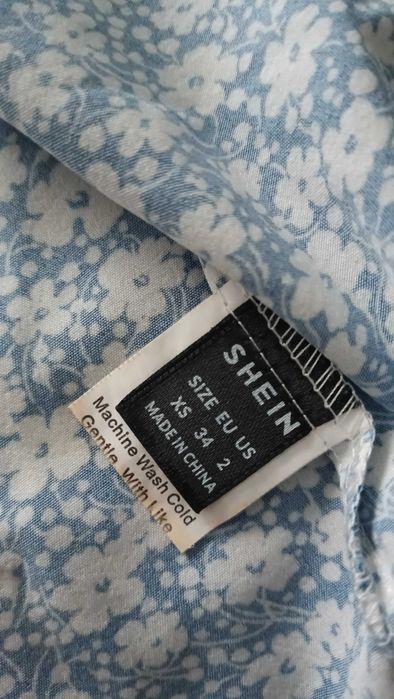 SHEIN
SIZE EU US
XS 34 2
MADE IN CHINA
Machine Wash Cold
Gentle, With Like